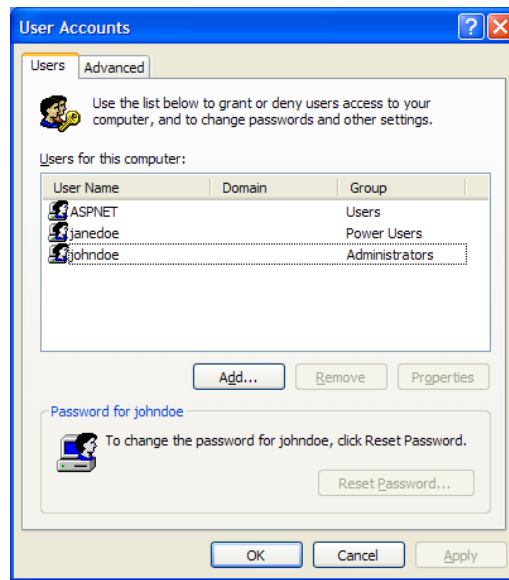 User Accounts
Users Advanced
Use the list below to grant or deny users access to your
computer, and to change passwords and other settings.
Users for this computer:
User Name Domain Group
ASPNET Users
janedoe Power Users
johndoe Administrators
Add... Remove Properties
Password for johndoe
To change the password for johndoe, click Reset Password.
Reset Password...
OK Cancel Apply